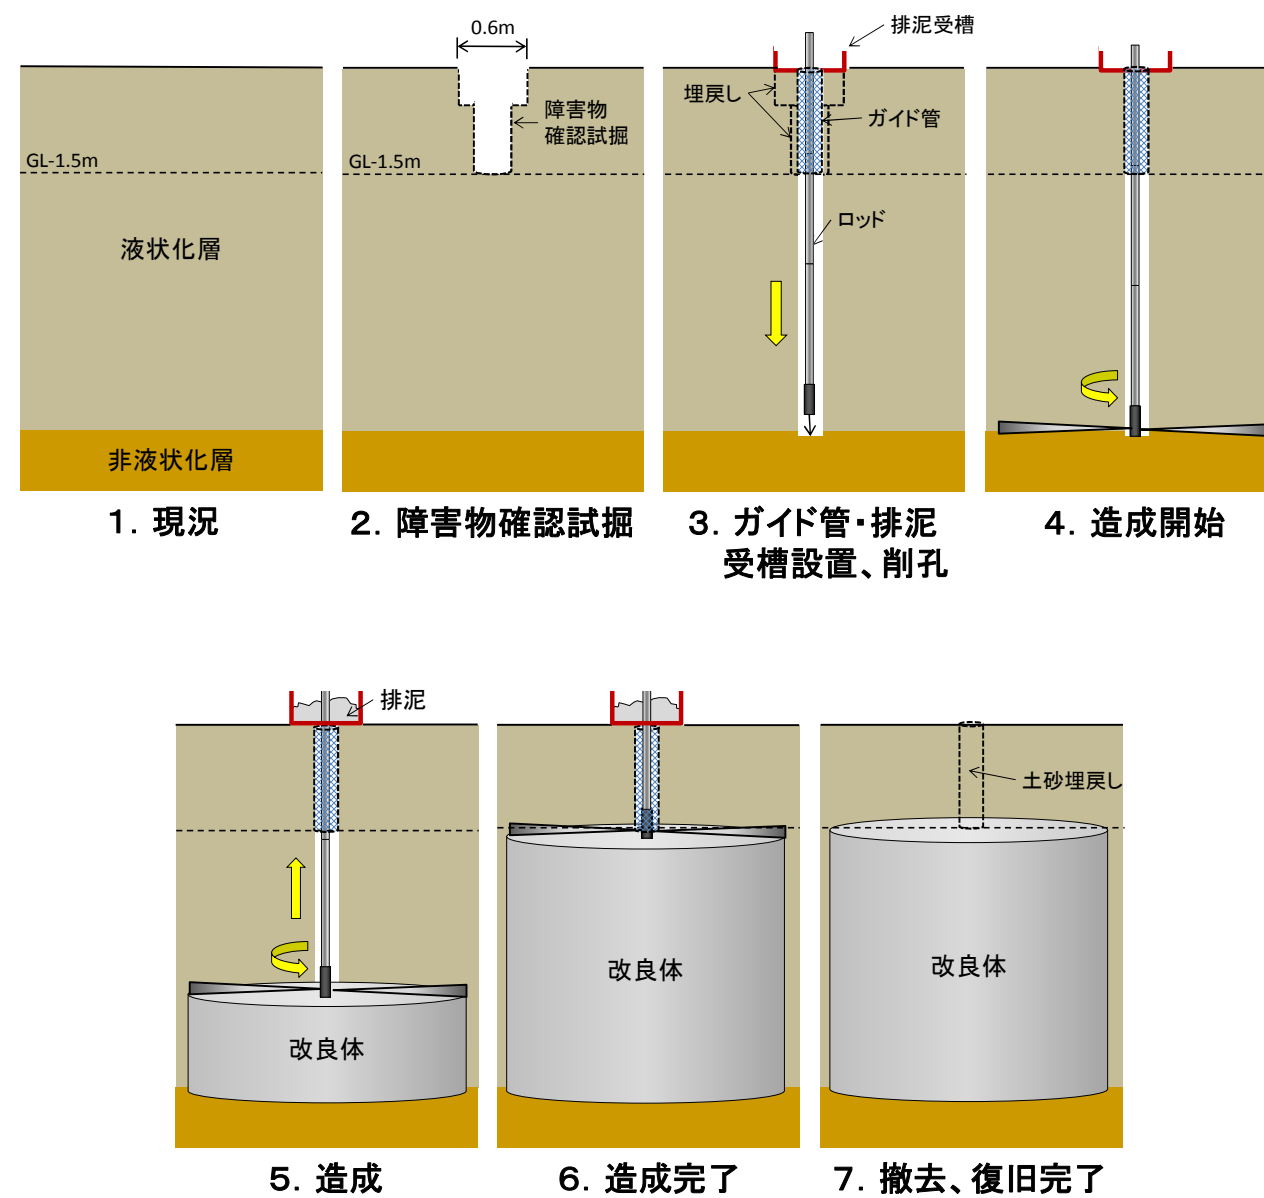 0.6m
障害物
確認試掘
排泥受槽
埋戻し
ガイド管
GL-1.5m
GL-1.5m
ロッド
液状化層
非液状化層
1．現況
2．障害物確認試掘
3．ガイド管・排泥
受槽設置、削孔
4．造成開始
排泥
土砂埋戻し
改良体
改良体
改良体
5．造成
6．造成完了
7．撤去、復旧完了